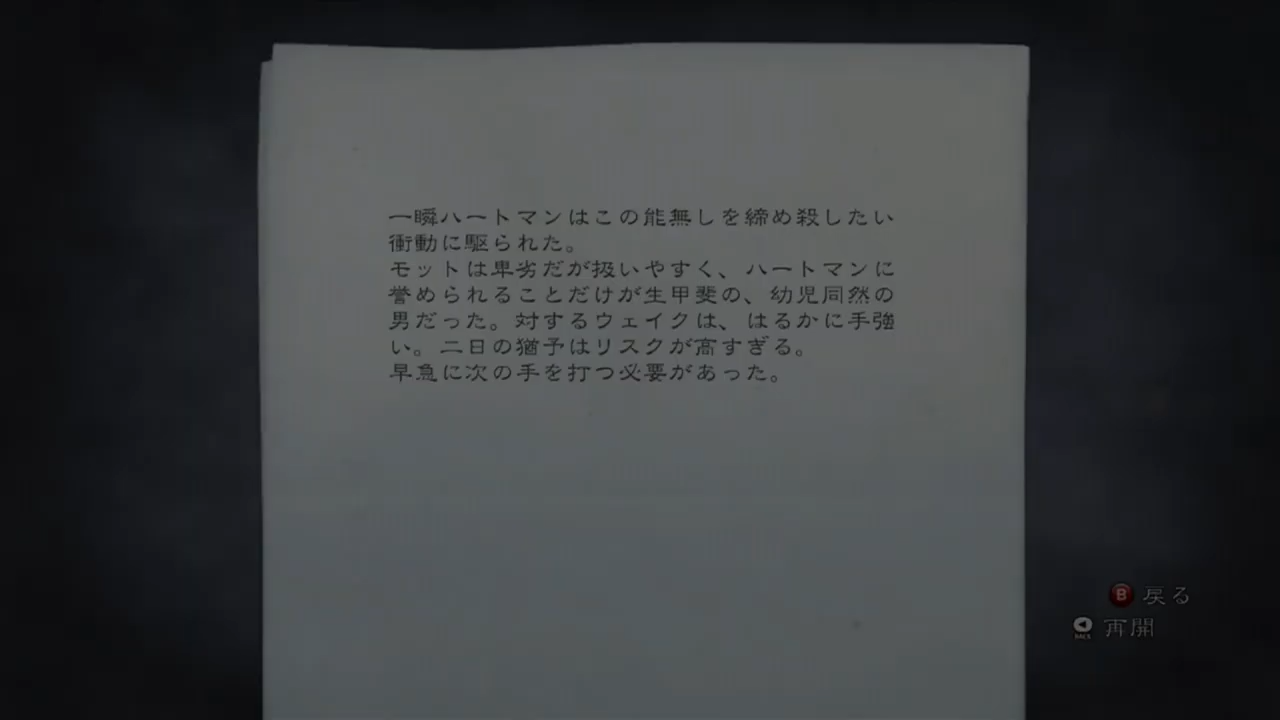 一瞬ハートマンはこの能無しを締め殺したい
衝動に駆られた。
モットは卑劣だが扱いやすく、ハートマンに
誉められることだけが生甲斐の、幼児同然の
男だった。対するウェイクは、はるかに手強
い。二日の猶予はリスクが高すぎる。
早急に次の手を打つ必要があった。
B 戻る
BACK 再開